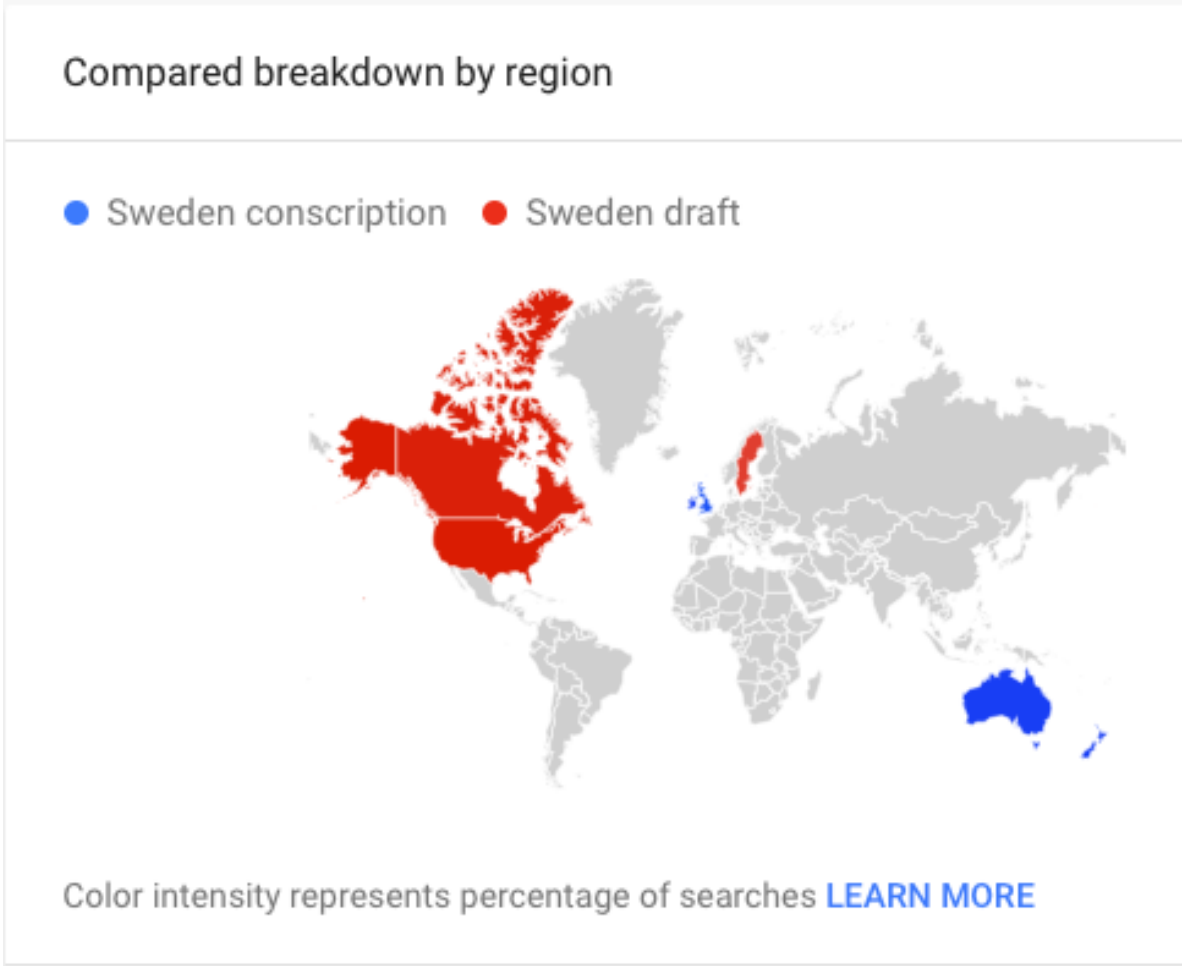 Compared breakdown by region
Sweden conscription Sweden draft
Color intensity represents percentage of searches LEARN MORE